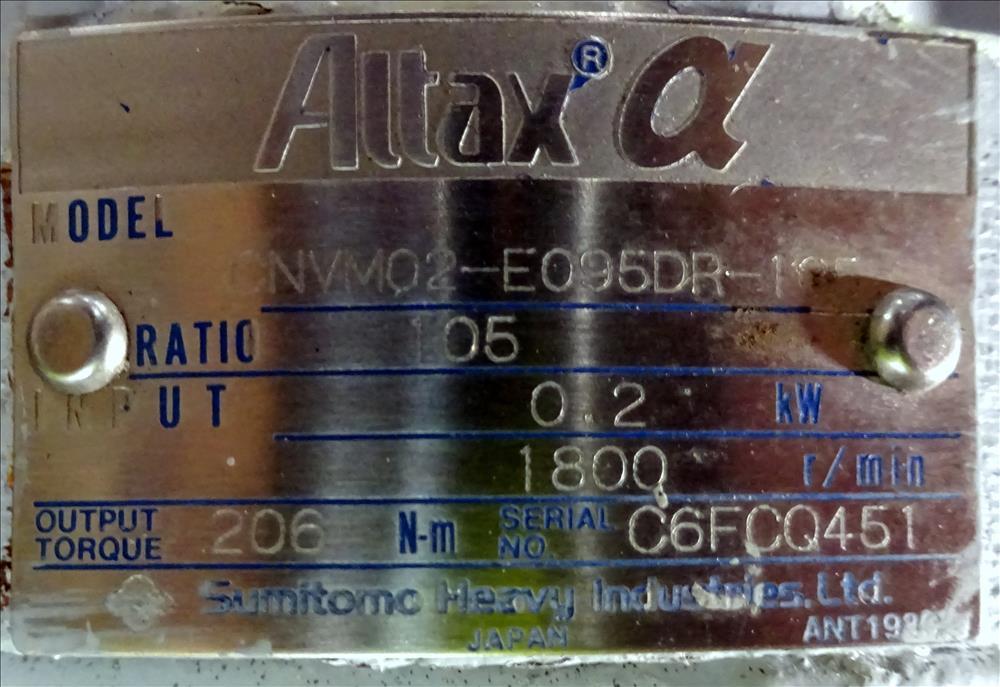 Altax® α
MODEL
CNVM02-E095DR-105
RATIO 105
INPUT 0.2 kW
1800 r/min
OUTPUT TORQUE 206 N-m SERIAL NO. C6FCQ451
Sumitomo Heavy Industries, Ltd.
JAPAN